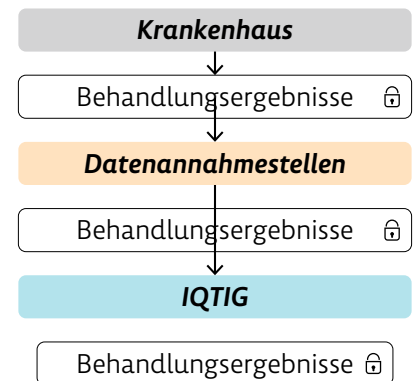 Krankenhaus
Behandlungsergebnisse
Datenannahmestellen
Behandlungsergebnisse
IQTIG
Behandlungsergebnisse